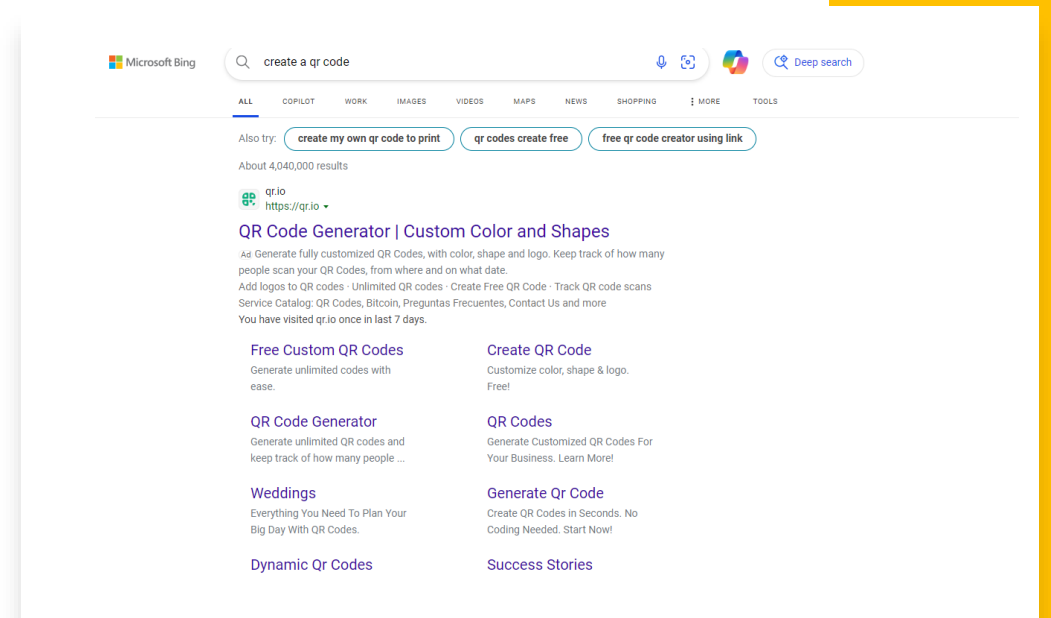 Microsoft Bing
create a qr code
Deep search
ALL COPILOT WORK IMAGES VIDEOS MAPS NEWS SHOPPING MORE TOOLS
Also try: create my own qr code to print qr codes create free free qr code creator using link
About 4,040,000 results
qr.io
https://qr.io
QR Code Generator | Custom Color and Shapes
Ad Generate fully customized QR Codes, with color, shape and logo. Keep track of how many
people scan your QR Codes, from where and on what date.
Add logos to QR codes · Unlimited QR codes · Create Free QR Code · Track QR code scans
Service Catalog: QR Codes, Bitcoin, Preguntas Frecuentes, Contact Us and more
You have visited qr.io once in last 7 days.
Free Custom QR Codes
Generate unlimited codes with
ease.
Create QR Code
Customize color, shape & logo.
Free!
QR Code Generator
Generate unlimited QR codes and
keep track of how many people ...
QR Codes
Generate Customized QR Codes For
Your Business. Learn More!
Weddings
Everything You Need To Plan Your
Big Day With QR Codes.
Generate Qr Code
Create QR Codes in Seconds. No
Coding Needed. Start Now!
Dynamic Qr Codes
Success Stories